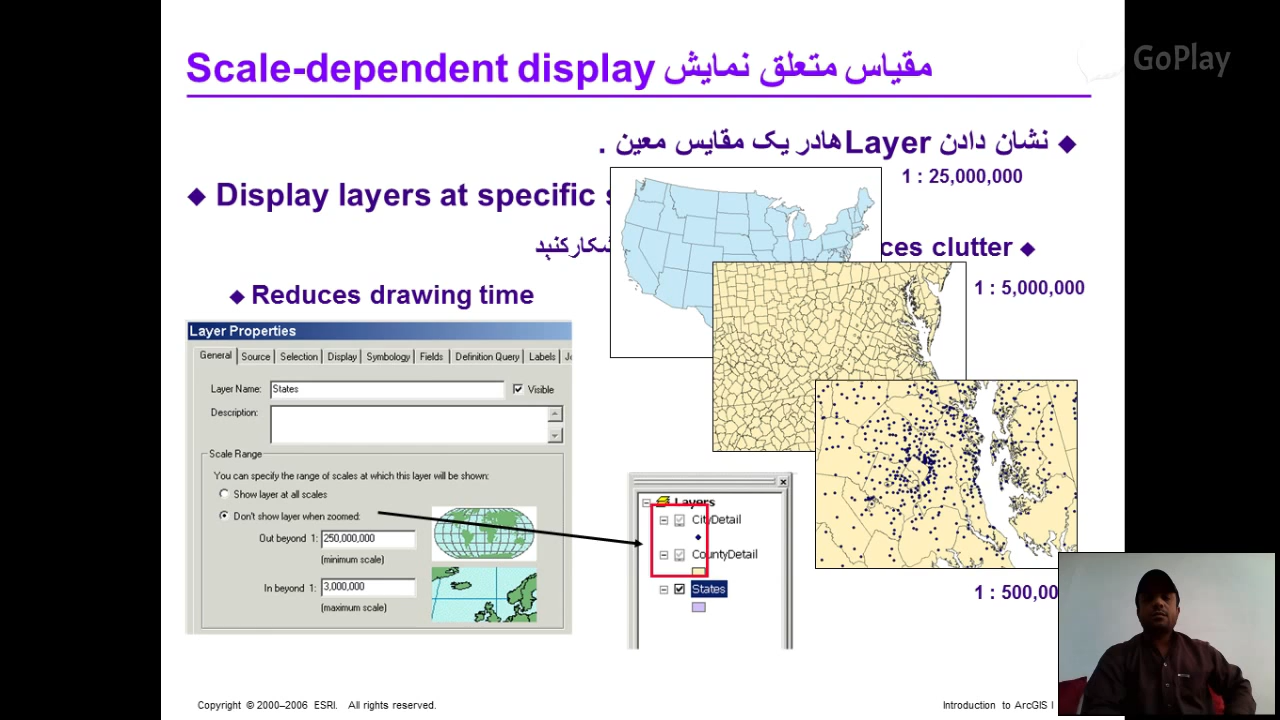 Scale-dependent display مقیاس متعلق نمایش
GoPlay
◆ نشان دادن Layerهادر یک مقایس معین .
1 : 25,000,000
◆ Display layers at specific
ces clutter ◆
1 : 5,000,000
◆ Reduces drawing time
Layer Properties
General Source Selection Display Symbology Fields Definition Query Labels
Layer Name: States Visible
Description:
Scale Range
You can specify the range of scales at which this layer will be shown:
Show layer at all scales
Don't show layer when zoomed:
Out beyond 1: 250,000,000
(minimum scale)
In beyond 1: 3,000,000
(maximum scale)
Layers
CityDetail
CountyDetail
States
1 : 500,00
Copyright © 2000–2006 ESRI. All rights reserved.
Introduction to ArcGIS I